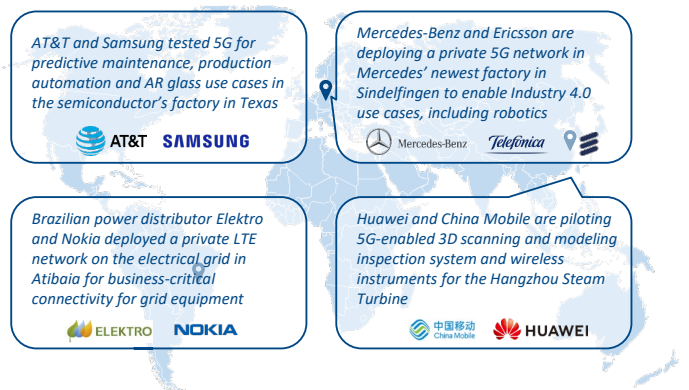 AT&T and Samsung tested 5G for
predictive maintenance, production
automation and AR glass use cases in
the semiconductor's factory in Texas
AT&T SAMSUNG
Mercedes-Benz and Ericsson are
deploying a private 5G network in
Mercedes' newest factory in
Sindelfingen to enable Industry 4.0
use cases, including robotics
Mercedes-Benz Telefónica
Brazilian power distributor Elektro
and Nokia deployed a private LTE
network on the electrical grid in
Atibaia for business-critical
connectivity for grid equipment
ELEKTRO NOKIA
Huawei and China Mobile are piloting
5G-enabled 3D scanning and modeling
inspection system and wireless
instruments for the Hangzhou Steam
Turbine
中国移动
China Mobile
HUAWEI